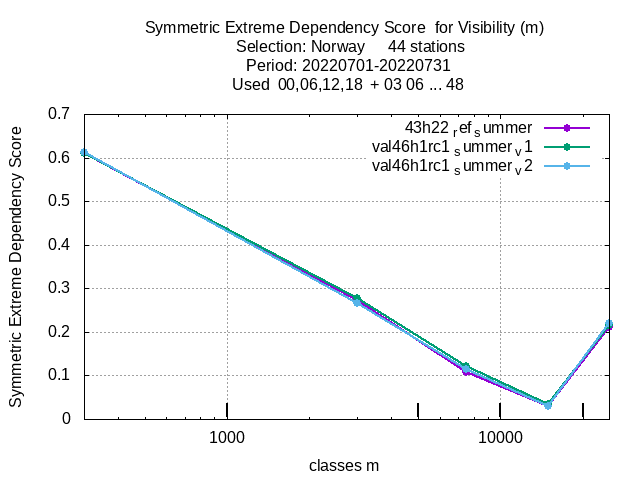 Symmetric Extreme Dependency Score for Visibility (m)
Selection: Norway 44 stations
Period: 20220701-20220731
Used 00,06,12,18 + 03 06 ... 48
43h22_ref_summer
val46h1rc1_summer_v1
val46h1rc1_summer_v2
Symmetric Extreme Dependency Score
0.7
0.6
0.5
0.4
0.3
0.2
0.1
0
1000 10000
classes m